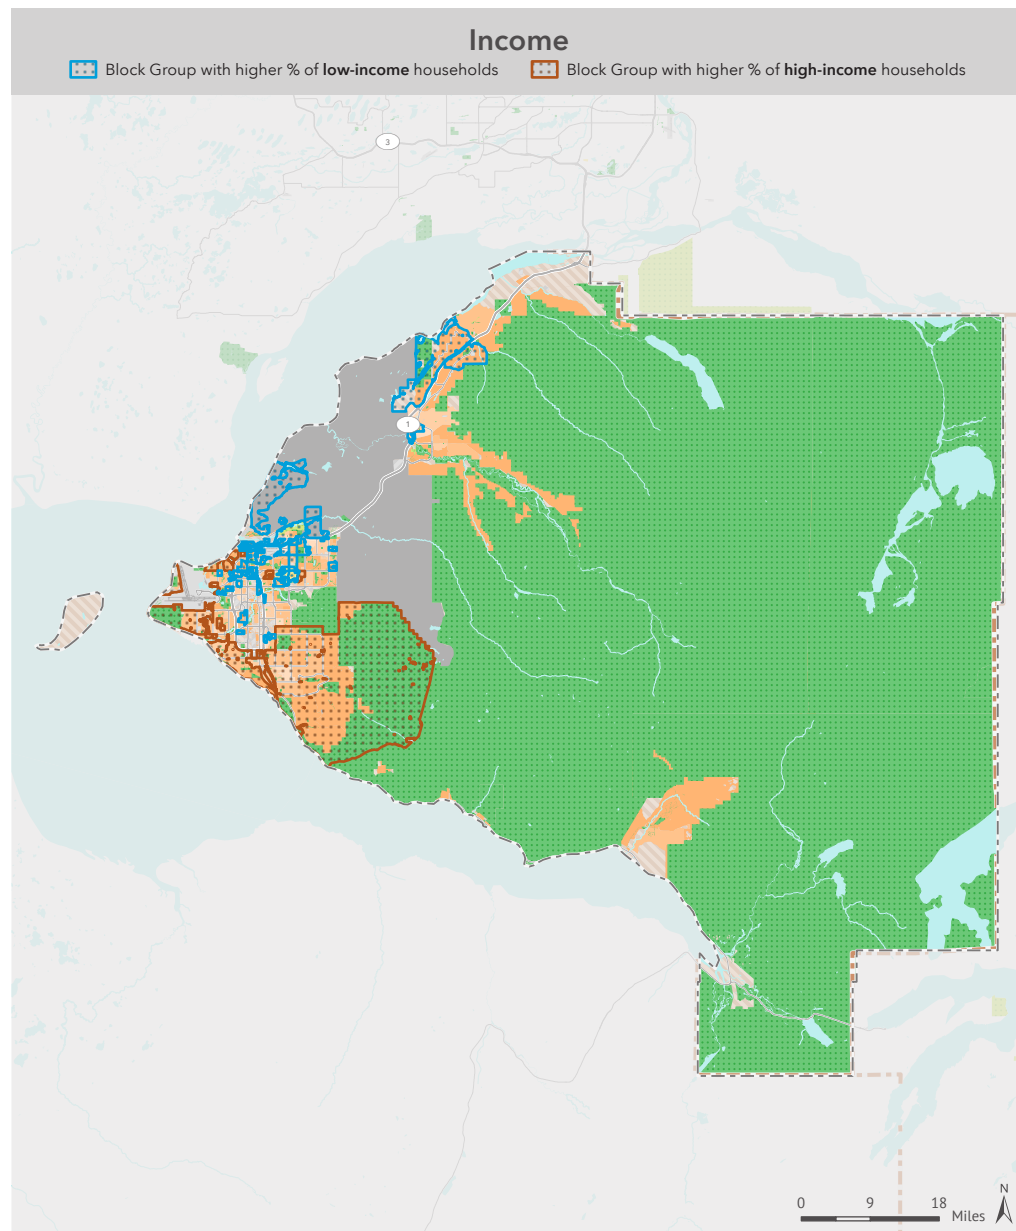 Income
Block Group with higher % of low-income households
Block Group with higher % of high-income households
3
1
N
0 9 18
Miles